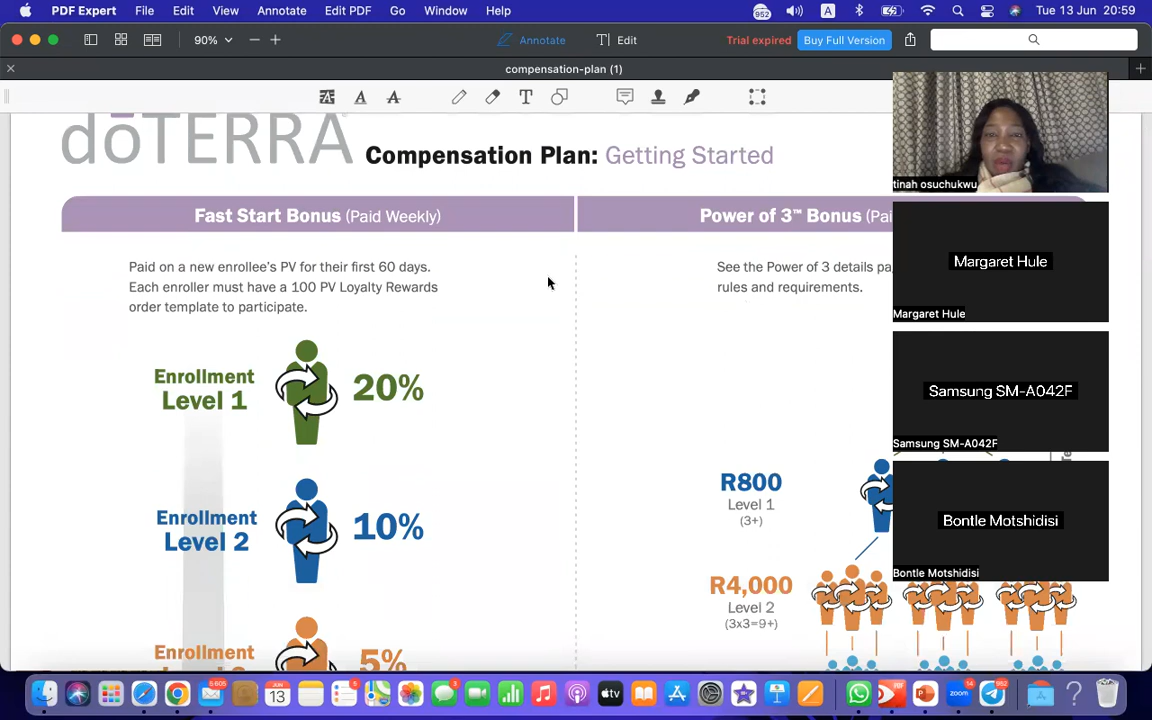 PDF Expert File Edit View Annotate Edit PDF Go Window Help 952 A Tue 13 Jun 20:59
90% Annotate T Edit Trial expired Buy Full Version
compensation-plan (1)
A A A T
dōTERRA Compensation Plan: Getting Started
Fast Start Bonus (Paid Weekly)
Paid on a new enrollee's PV for their first 60 days.
Each enroller must have a 100 PV Loyalty Rewards
order template to participate.
Enrollment
Level 1
20%
Enrollment
Level 2
10%
Enrollment
5%
Power of 3™ Bonus (Pai
See the Power of 3 details pa
rules and requirements.
R800
Level 1
(3+)
R4,000
Level 2
(3x3=9+)
tinah osuchukwu
Margaret Hule
Margaret Hule
Samsung SM-A042F
Samsung SM-A042F
Bontle Motshidisi
Bontle Motshidisi
JUN
13
tv
zoom